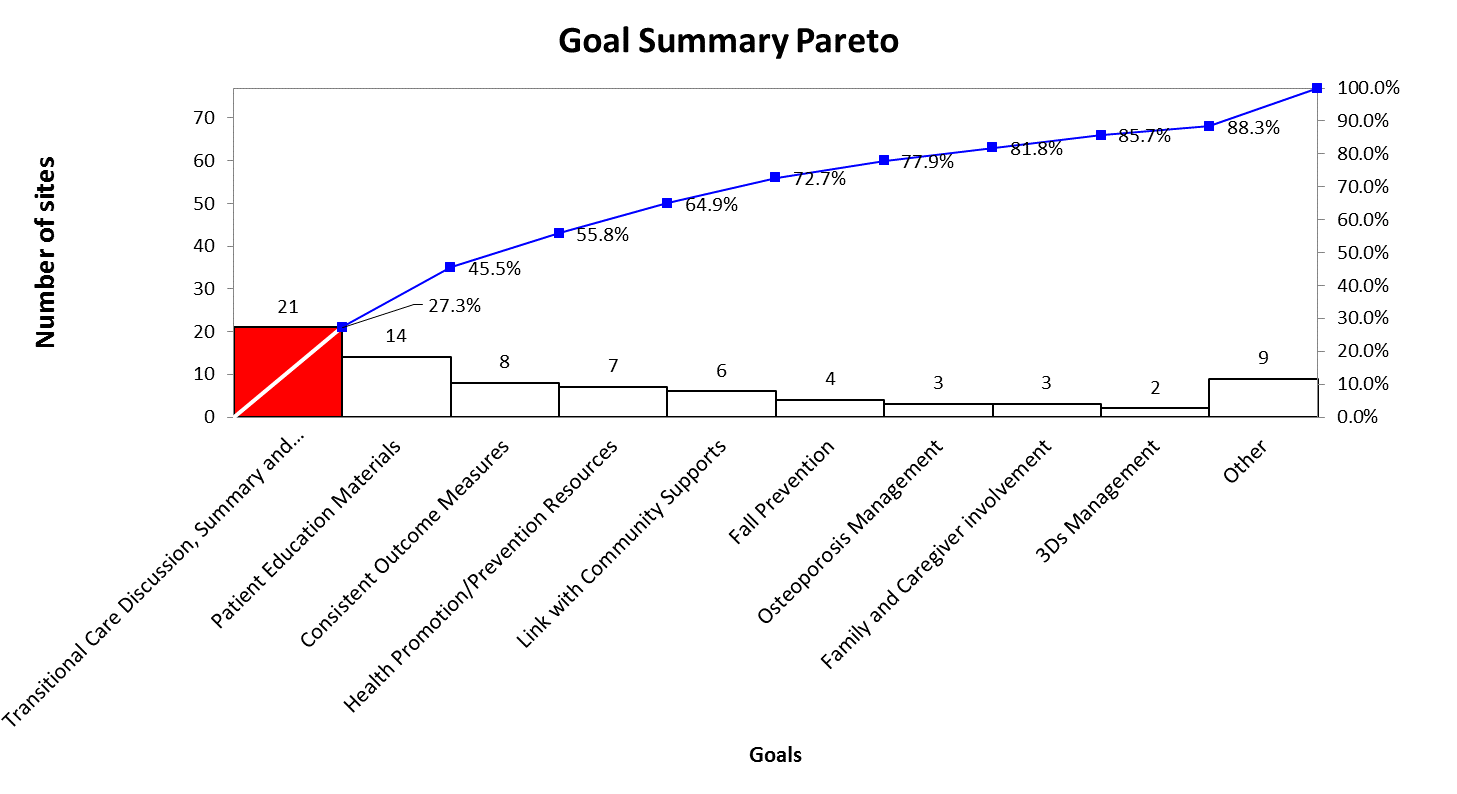 Goal Summary Pareto
Number of sites
70
60
50
40
30
20
10
0
100.0%
90.0%
80.0%
70.0%
60.0%
50.0%
40.0%
30.0%
20.0%
10.0%
0.0%
21
14
8
7
6
4
3
3
2
9
27.3%
45.5%
55.8%
64.9%
72.7%
77.9%
81.8%
85.7%
88.3%
Transitional Care Discussion, Summary and...
Patient Education Materials
Consistent Outcome Measures
Health Promotion/Prevention Resources
Link with Community Supports
Fall Prevention
Osteoporosis Management
Family and Caregiver involvement
3Ds Management
Other
Goals